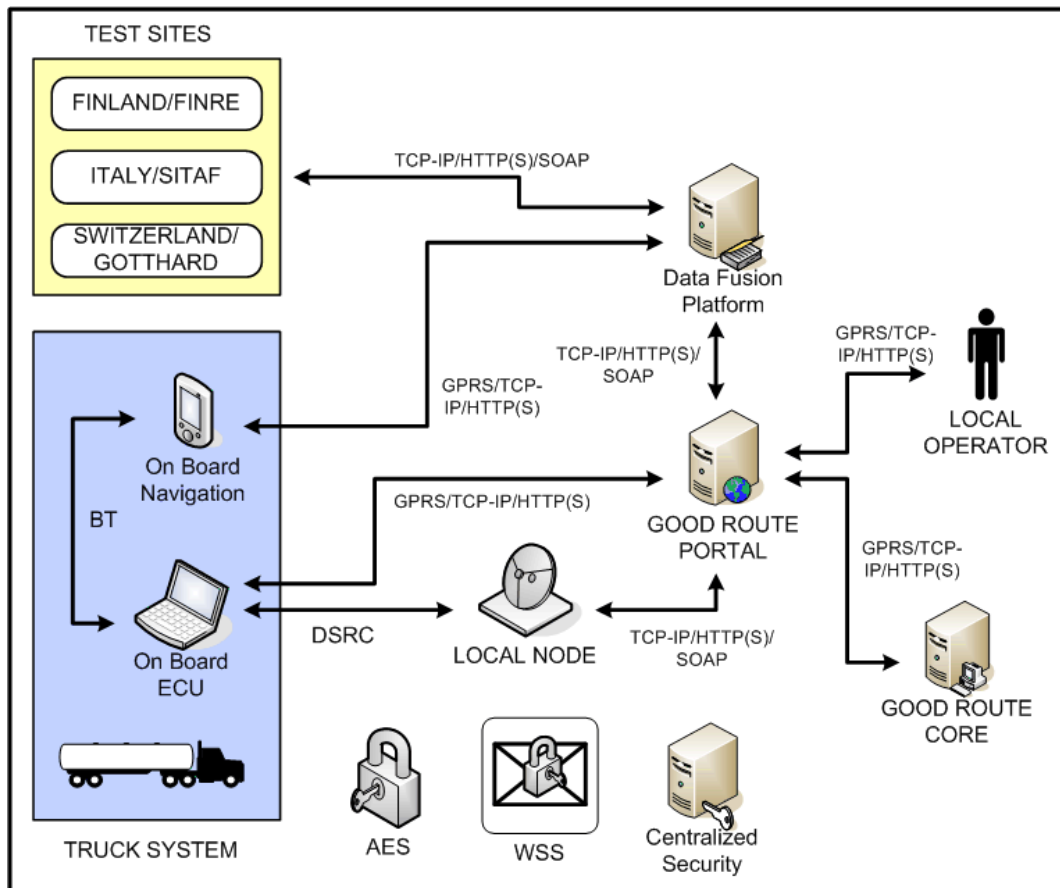 TEST SITES
FINLAND/FINRE
ITALY/SITAF
SWITZERLAND/
GOTTHARD
TCP-IP/HTTP(S)/SOAP
Data Fusion
Platform
GPRS/TCP-
IP/HTTP(S)
TCP-IP/HTTP(S)/
SOAP
GPRS/TCP-
IP/HTTP(S)
LOCAL
OPERATOR
On Board
Navigation
BT
GPRS/TCP-IP/HTTP(S)
GOOD ROUTE
PORTAL
GPRS/TCP-
IP/HTTP(S)
On Board
ECU
DSRC
LOCAL NODE
TCP-IP/HTTP(S)/
SOAP
GOOD ROUTE
CORE
TRUCK SYSTEM
AES
WSS
Centralized
Security